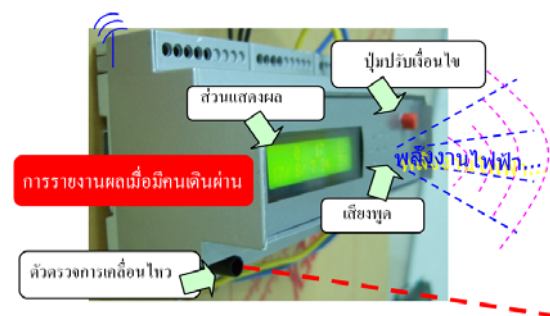 ปุ่มปรับเงื่อนไข
ส่วนแสดงผล
พลังงานไฟฟ้า...
การรายงานผลเมื่อมีคนเดินผ่าน
เสียงพูด
ตัวตรวจการเคลื่อนไหว